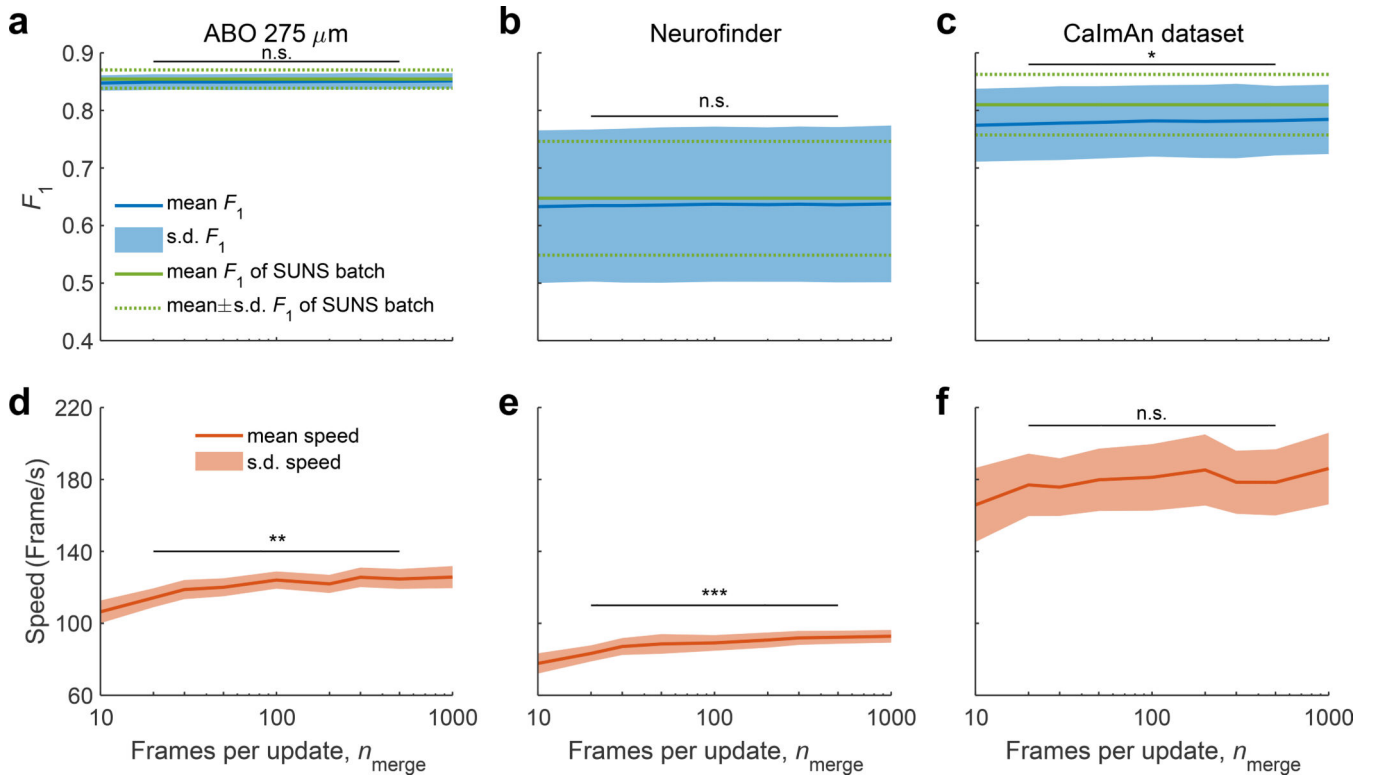 a
ABO 275 μm
b
Neurofinder
c
CaImAn dataset
0.9
0.8
0.7
0.6
0.5
0.4
F1
n.s.
n.s.
*
mean F1
s.d. F1
mean F1 of SUNS batch
mean±s.d. F1 of SUNS batch
d
e
f
220
180
140
100
60
Speed (Frame/s)
mean speed
s.d. speed
**
***
n.s.
10 100 1000
10 100 1000
10 100 1000
Frames per update, nmerge
Frames per update, nmerge
Frames per update, nmerge